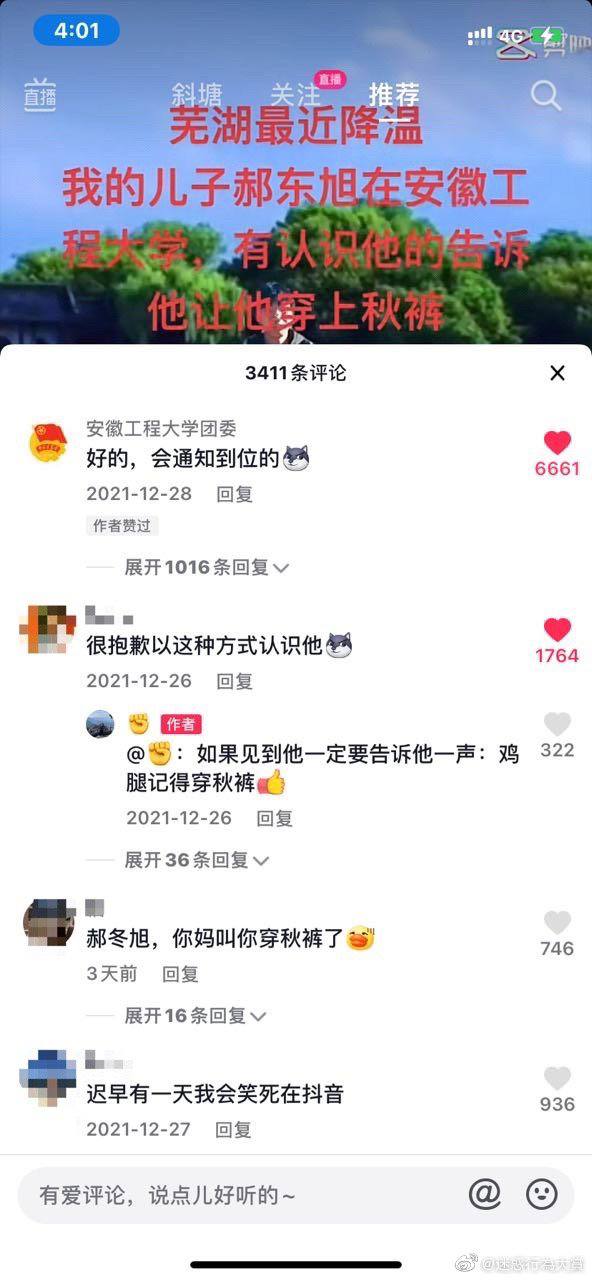 4:01
4G
直播
斜塘
关注
直播
推荐
芜湖最近降温
我的儿子郝东旭在安徽工
程大学，有认识他的告诉
他让他穿上秋裤
3411条评论
安徽工程大学团委
好的，会通知到位的
6661
2021-12-28 回复
作者赞过
展开1016条回复
很抱歉以这种方式认识他
1764
2021-12-26 回复
作者
@✊：如果见到他一定要告诉他一声：鸡
腿记得穿秋裤👍
322
2021-12-26 回复
展开36条回复
郝冬旭，你妈叫你穿秋裤了
746
3天前 回复
展开16条回复
迟早有一天我会笑死在抖音
936
2021-12-27 回复
有爱评论，说点儿好听的~
@迷惑行為大賞